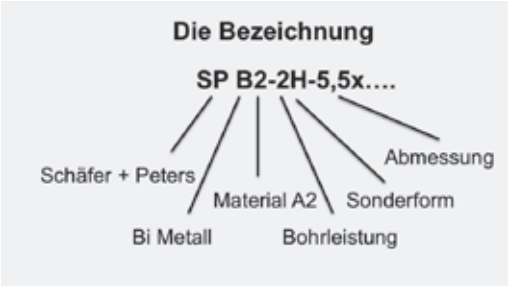 Die Bezeichnung
SP B2-2H-5,5x....
Abmessung
Schäfer + Peters
Material A2 Sonderform
Bi Metall Bohrleistung